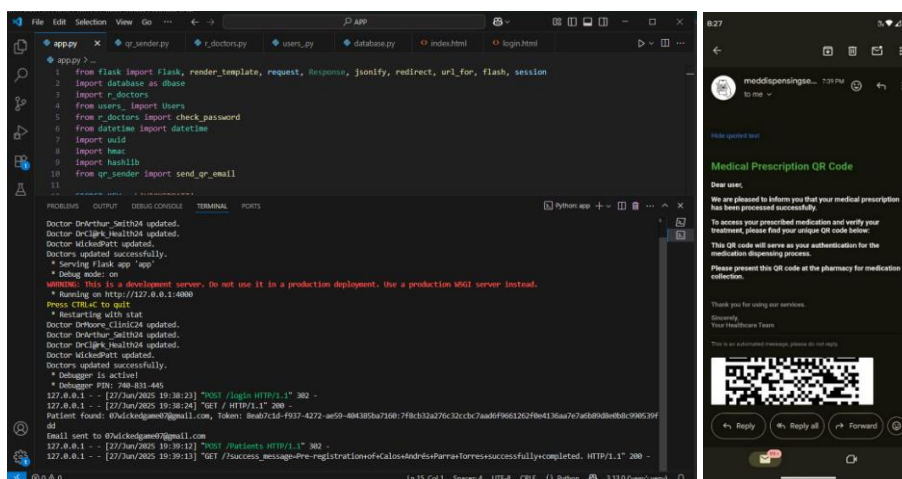 File Edit Selection View Go ··· APP
app.py qr_sender.py r_doctors.py users_.py database.py index.html login.html
app.py > ...
1 from flask import Flask, render_template, request, Response, jsonify, redirect, url_for, flash, session
2 import database as dbase
3 import r_doctors
4 from users_ import Users
5 from r_doctors import check_password
6 from datetime import datetime
7 import uuid
8 import hmac
9 import hashlib
10 from qr_sender import send_qr_email
11
PROBLEMS OUTPUT DEBUG CONSOLE TERMINAL PORTS Python: app
Doctor DrArthur_Smith24 updated.
Doctor DrCl@rk_Health24 updated.
Doctor WickedPatt updated.
Doctors updated successfully.
* Serving Flask app 'app'
* Debug mode: on
WARNING: This is a development server. Do not use it in a production deployment. Use a production WSGI server instead.
* Running on http://127.0.0.1:4000
Press CTRL+C to quit
* Restarting with stat
Doctor DrMoore_CliniC24 updated.
Doctor DrArthur_Smith24 updated.
Doctor DrCl@rk_Health24 updated.
Doctor WickedPatt updated.
Doctors updated successfully.
* Debugger is active!
* Debugger PIN: 740-831-445
127.0.0.1 - - [27/Jun/2025 19:38:23] "POST /login HTTP/1.1" 302 -
127.0.0.1 - - [27/Jun/2025 19:38:24] "GET / HTTP/1.1" 200 -
Patient found: 07wickedgame07@gmail.com, Token:
dd
Email sent to 07wickedgame07@gmail.com
127.0.0.1 - - [27/Jun/2025 19:39:12] "POST /Patients HTTP/1.1" 302 -
127.0.0.1 - - [27/Jun/2025 19:39:13] "GET /?success_message=Pre-registration+of+Calos+Andrés+Parra+Torres+successfully+completed. HTTP/1.1" 200 -
8:27
meddispensingse... 7:39 PM
to me
Hide quoted text
Medical Prescription QR Code
Dear user,
We are pleased to inform you that your medical prescription
has been processed successfully.
To access your prescribed medication and verify your
treatment, please find your unique QR code below:
This QR code will serve as your authentication for the
medication dispensing process.
Please present this QR code at the pharmacy for medication
collection.
Thank you for using our services.
Sincerely,
Your Healthcare Team
This is an automated message, please do not reply.
Reply Reply all Forward